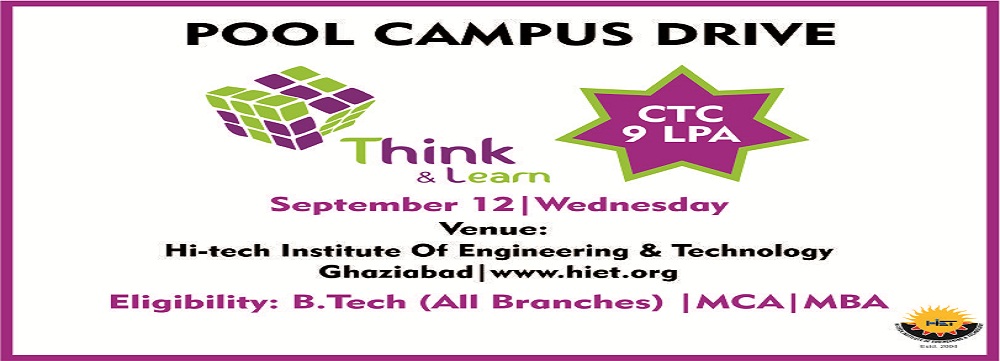 POOL CAMPUS DRIVE
Think
& Learn
CTC
9 LPA
September 12|Wednesday
Venue:
Hi-tech Institute Of Engineering & Technology
Ghaziabad|www.hiet.org
Eligibility: B.Tech (All Branches) |MCA|MBA
HIET
Estd. 2004